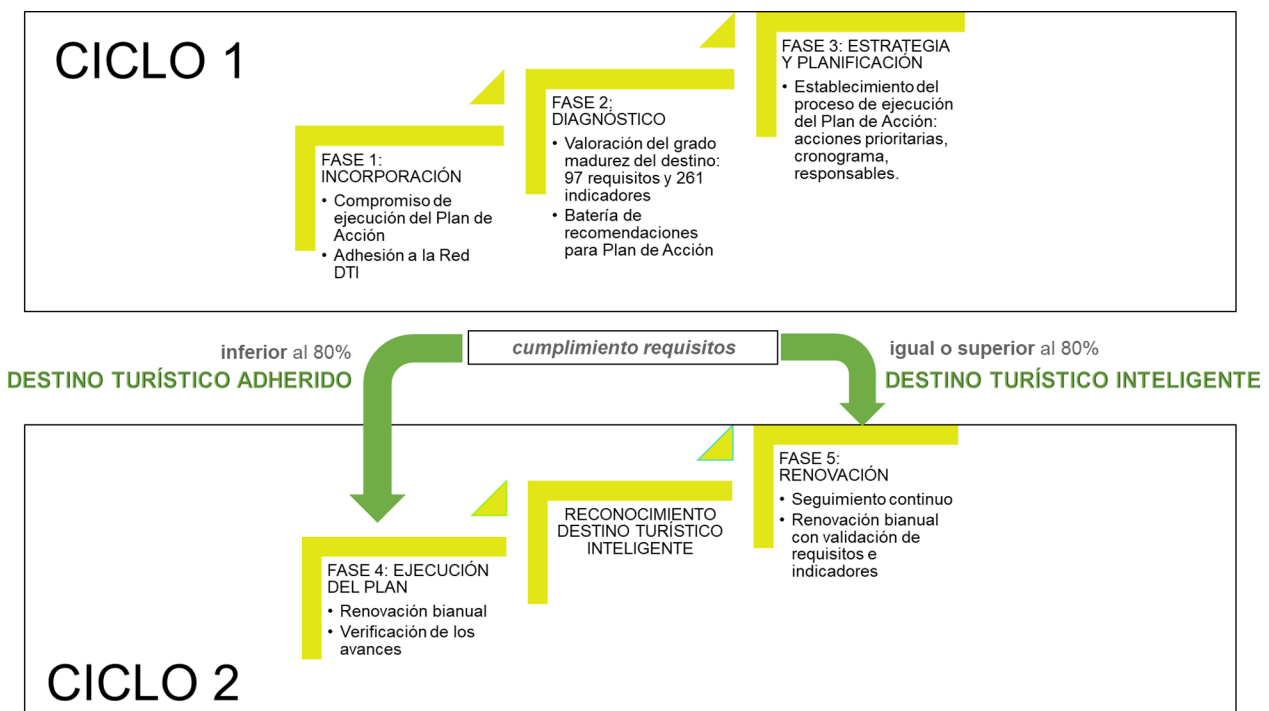 CICLO 1
FASE 1:
INCORPORACIÓN
• Compromiso de
ejecución del Plan de
Acción
• Adhesión a la Red
DTI
FASE 2:
DIAGNÓSTICO
• Valoración del grado
madurez del destino:
97 requisitos y 261
indicadores
• Batería de
recomendaciones
para Plan de Acción
FASE 3: ESTRATEGIA
Y PLANIFICACIÓN
• Establecimiento del
proceso de ejecución
del Plan de Acción:
acciones prioritarias,
cronograma,
responsables.
inferior al 80%
DESTINO TURÍSTICO ADHERIDO
cumplimiento requisitos
igual o superior al 80%
DESTINO TURÍSTICO INTELIGENTE
FASE 4: EJECUCIÓN
DEL PLAN
• Renovación bianual
• Verificación de los
avances
RECONOCIMIENTO
DESTINO TURÍSTICO
INTELIGENTE
FASE 5:
RENOVACIÓN
• Seguimiento continuo
• Renovación bianual
con validación de
requisitos e
indicadores
CICLO 2